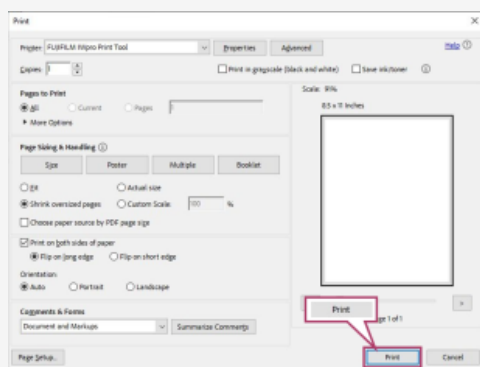 Print
Printer: FUJIFILM IWpro Print Tool Properties Advanced Help
Copies: 1 Print in grayscale (black and white) Save ink/toner
Pages to Print Scale: 91%
All Current Pages 1 8.5 x 11 Inches
More Options
Page Sizing & Handling
Size Poster Multiple Booklet
Fit Actual size
Shrink oversized pages Custom Scale: 100 %
Choose paper source by PDF page size
Print on both sides of paper
Flip on long edge Flip on short edge
Orientation:
Auto Portrait Landscape
Print >
Comments & Forms Page 1 of 1
Document and Markups Summarize Comments
Page Setup... Print Cancel